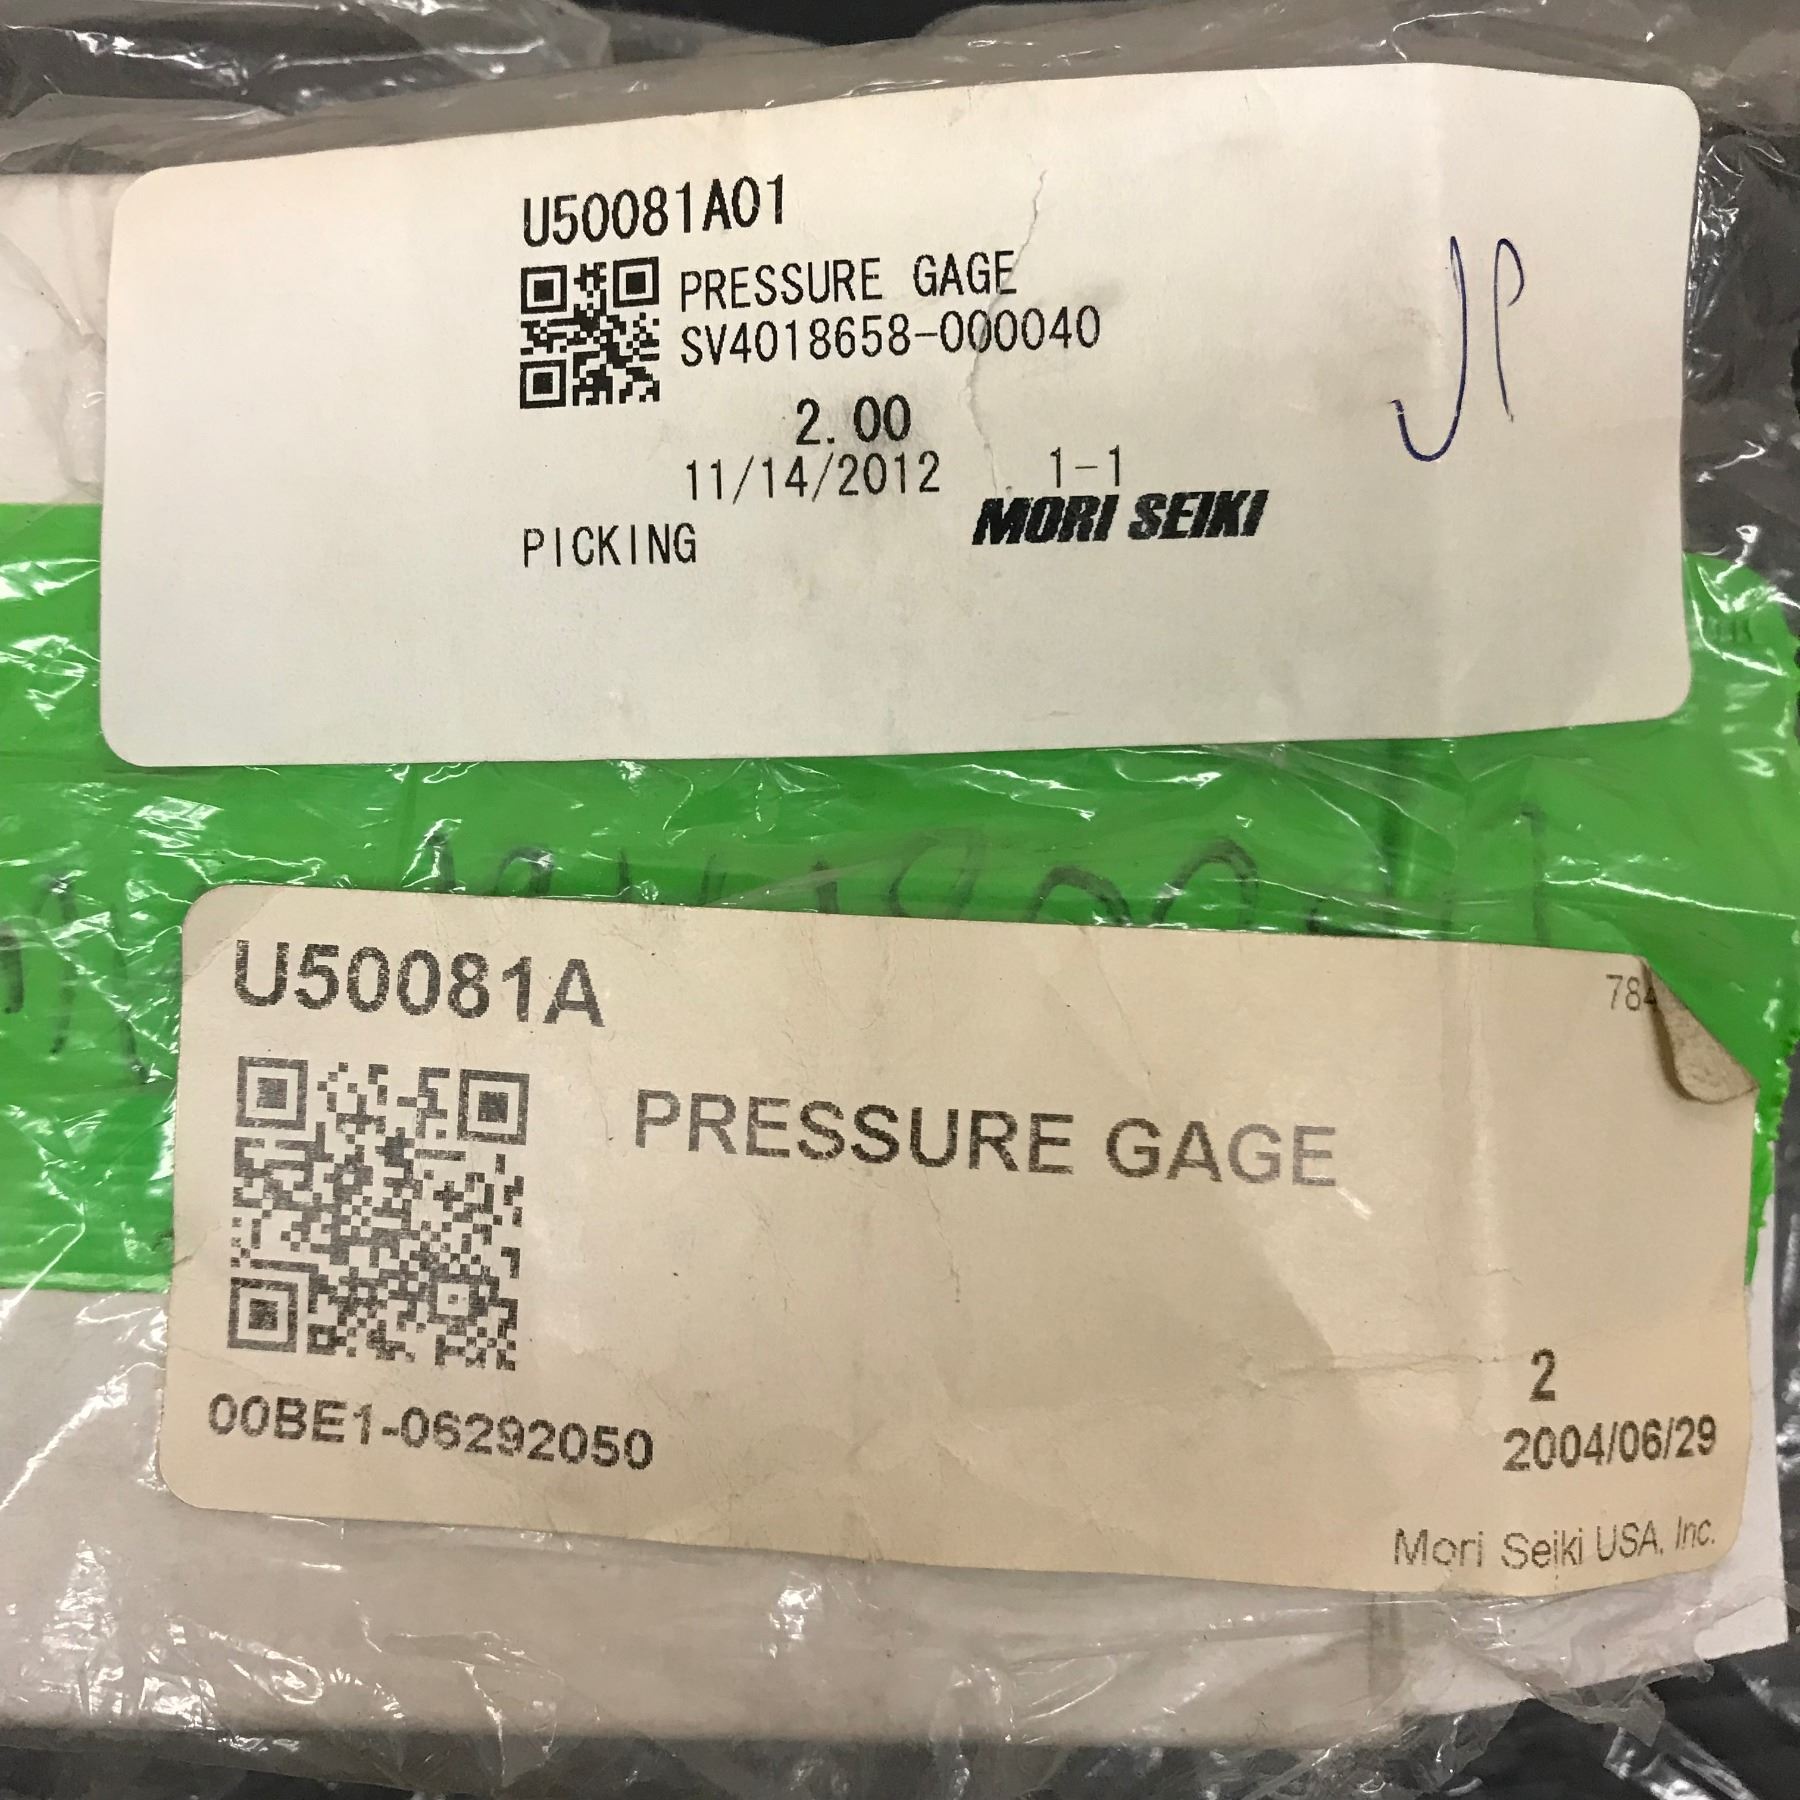 U50081A01
PRESSURE GAGE
SV4018658-000040
2.00
11/14/2012 1-1
MORI SEIKI
PICKING
JP
U50081A
784
PRESSURE GAGE
2
00BE1-06292050
2004/06/29
Mori Seiki USA, Inc.